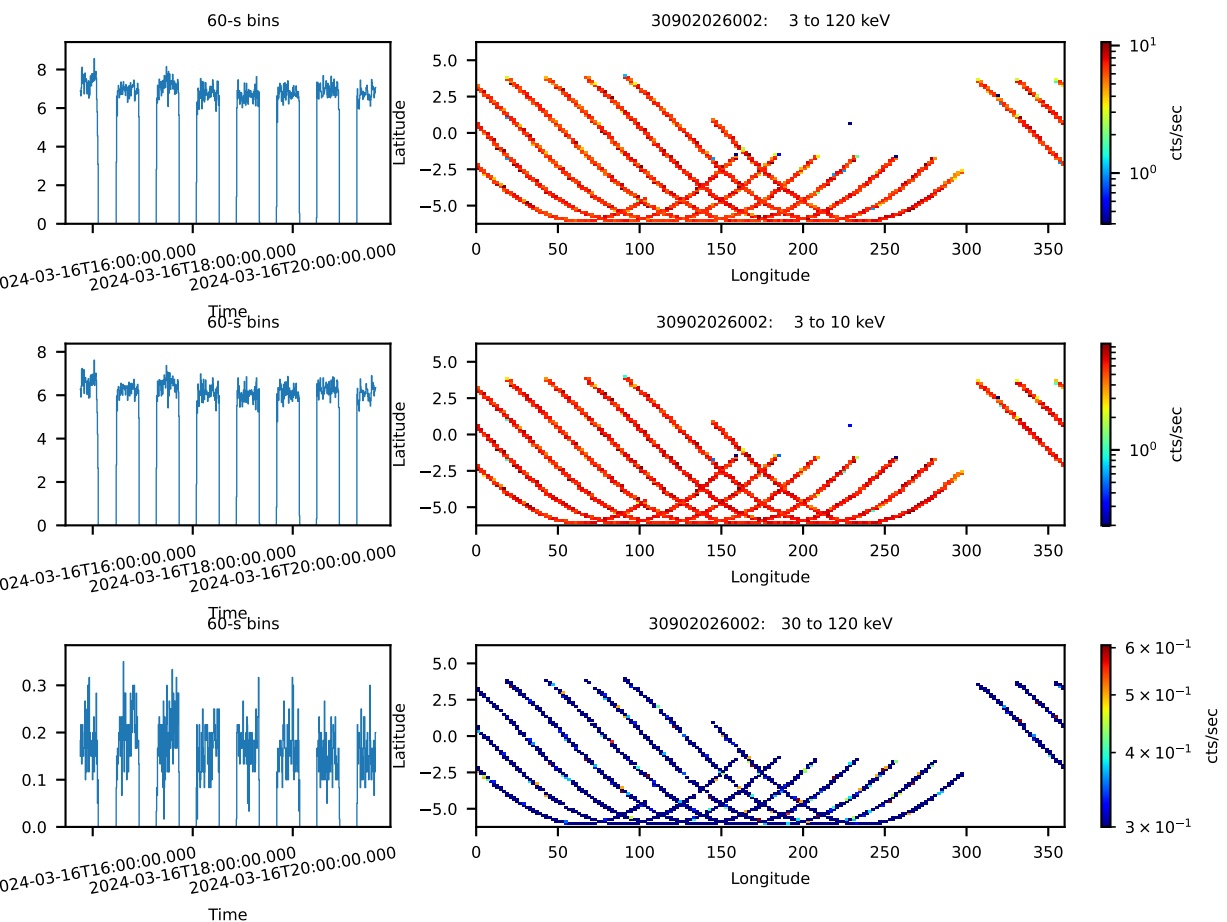 60-s bins
30902026002:    3 to 120 keV
8
6
4
2
0
024-03-16T16:00:00.000
2024-03-16T18:00:00.000
2024-03-16T20:00:00.000
Time
Latitude
5.0
2.5
0.0
−2.5
−5.0
0 50 100 150 200 250 300 350
Longitude
10^1
10^0
cts/sec
60-s bins
30902026002:    3 to 10 keV
8
6
4
2
0
024-03-16T16:00:00.000
2024-03-16T18:00:00.000
2024-03-16T20:00:00.000
Time
Latitude
5.0
2.5
0.0
−2.5
−5.0
0 50 100 150 200 250 300 350
Longitude
10^0
cts/sec
60-s bins
30902026002:   30 to 120 keV
0.3
0.2
0.1
0.0
024-03-16T16:00:00.000
2024-03-16T18:00:00.000
2024-03-16T20:00:00.000
Time
Latitude
5.0
2.5
0.0
−2.5
−5.0
0 50 100 150 200 250 300 350
Longitude
6 × 10^−1
5 × 10^−1
4 × 10^−1
3 × 10^−1
cts/sec